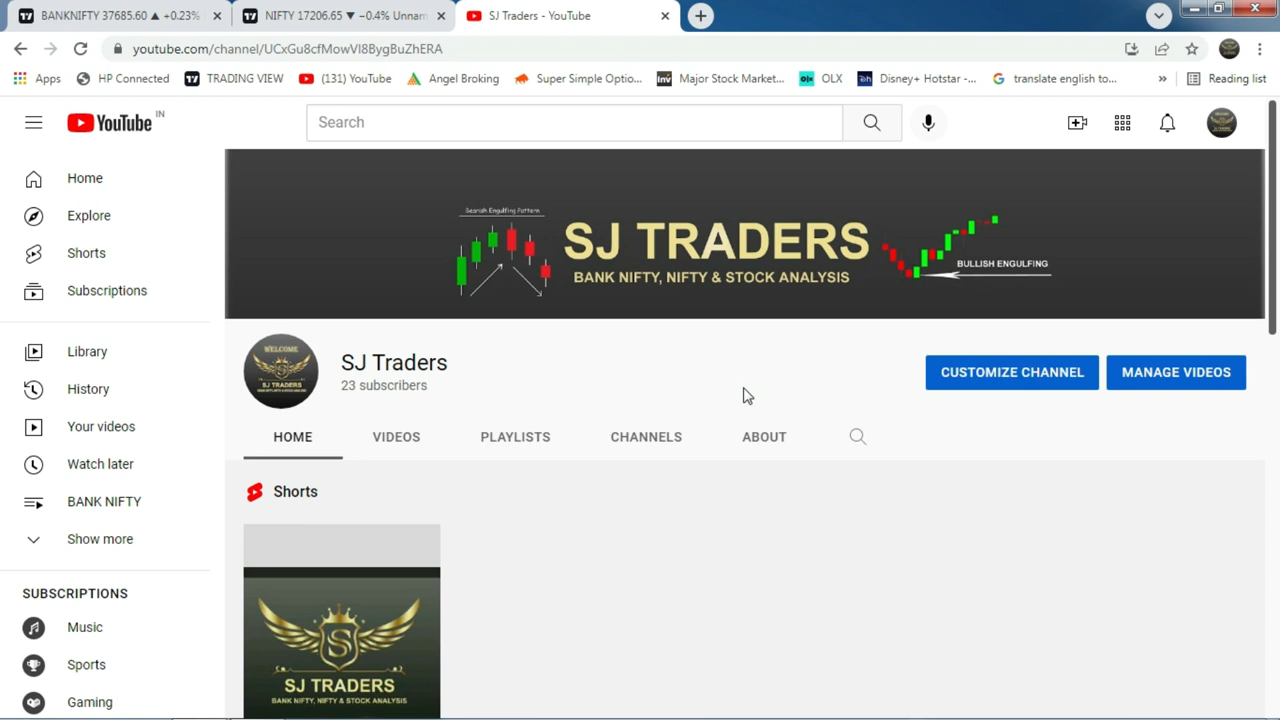 BANKNIFTY 37685.60 ▲ +0.23%
NIFTY 17206.65 ▼ −0.4% Unnam
SJ Traders - YouTube
youtube.com/channel/UCxGu8cfMowVI8BygBuZhERA
Apps
HP Connected
TRADING VIEW
(131) YouTube
Angel Broking
Super Simple Optio...
Inv
Major Stock Market...
olx
OLX
Disney+ Hotstar -...
translate english to...
»
Reading list
YouTube IN
Search
Home
Explore
Shorts
Subscriptions
Library
History
Your videos
Watch later
BANK NIFTY
Show more
SUBSCRIPTIONS
Music
Sports
Gaming
Bearish Engulfing Pattern
SJ TRADERS
BANK NIFTY, NIFTY & STOCK ANALYSIS
BULLISH ENGULFING
WELCOME
SJ TRADERS
SJ Traders
23 subscribers
CUSTOMIZE CHANNEL
MANAGE VIDEOS
HOME
VIDEOS
PLAYLISTS
CHANNELS
ABOUT
Shorts
S
SJ TRADERS
BANK NIFTY, NIFTY & STOCK ANALYSIS